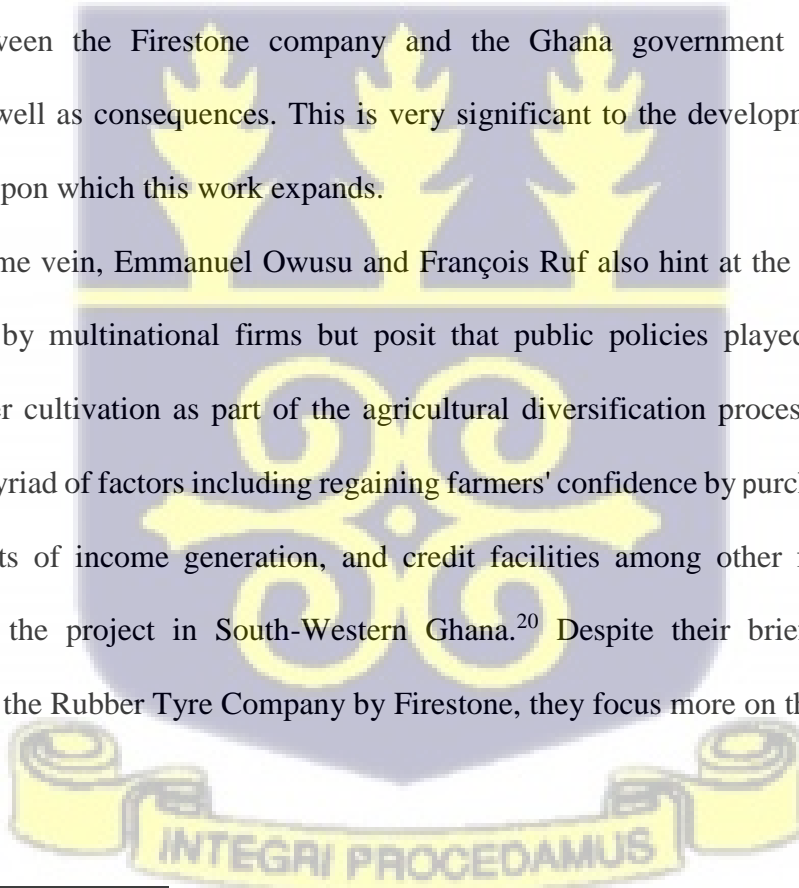 veen the Firestone company and the Ghana government
well as consequences. This is very significant to the developm
pon which this work expands.
me vein, Emmanuel Owusu and François Ruf also hint at the
by multinational firms but posit that public policies played
er cultivation as part of the agricultural diversification proces
yriad of factors including regaining farmers' confidence by purch
ts of income generation, and credit facilities among other
the project in South-Western Ghana.20 Despite their brie
the Rubber Tyre Company by Firestone, they focus more on th
INTEGRI PROCEDAMUS